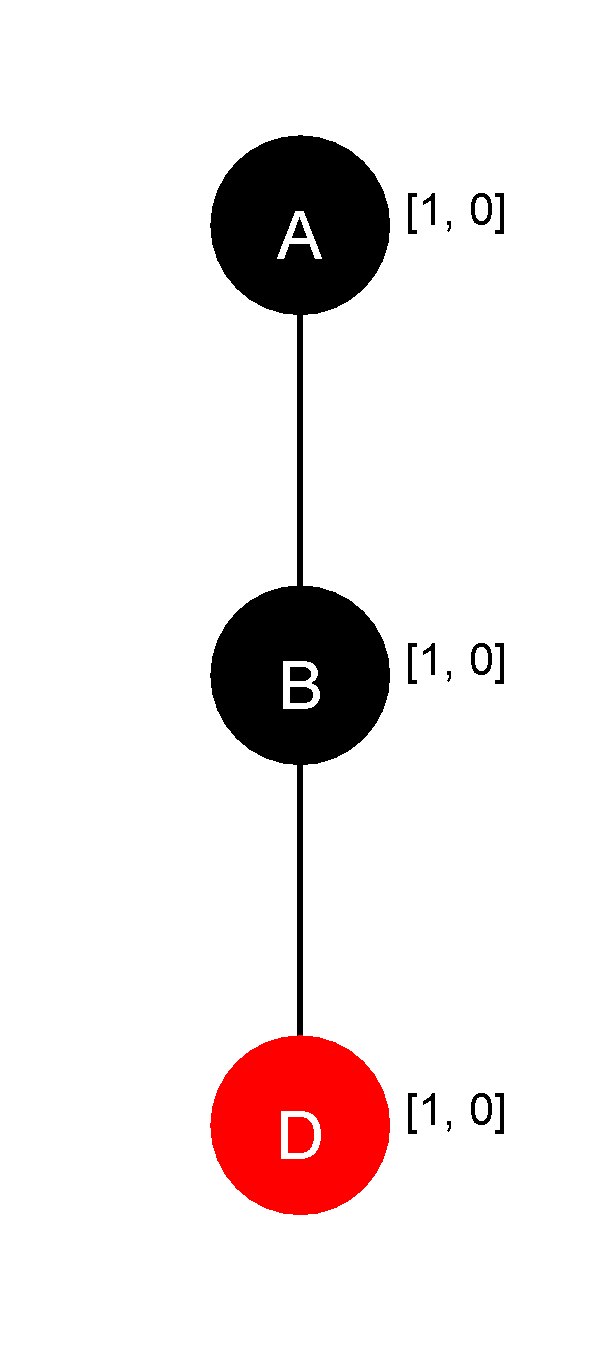 A [1, 0]
B [1, 0]
D [1, 0]